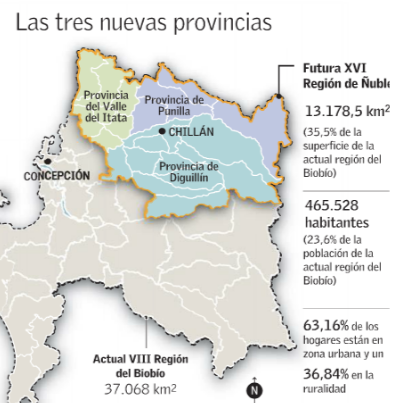 Las tres nuevas provincias
Provincia
del Valle
del Itata
Provincia de
Punilla
CHILLÁN
Provincia de
Diguillín
CONCEPCIÓN
Futura XVI
Región de Ñuble
13.178,5 km2
(35,5% de la
superficie de la
actual región del
Biobío)
465.528
habitantes
(23,6% de la
población de la
actual región del
Biobío)
63,16% de los
hogares están en
zona urbana y un
36,84% en la
ruralidad
Actual VIII Región
del Biobío
37.068 km2
N